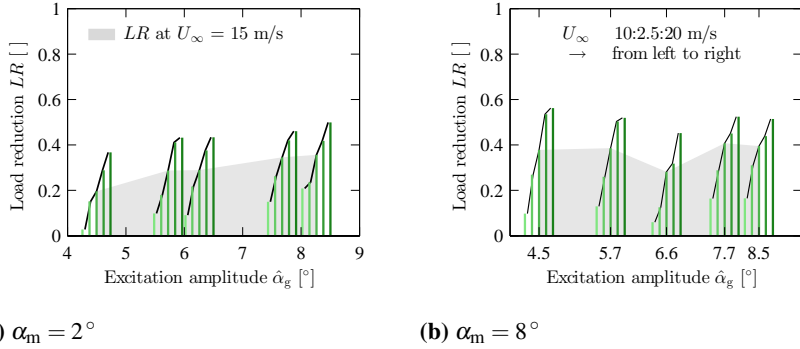 1
0.8
0.6
0.4
0.2
0
Load reduction LR [ ]
LR at U∞ = 15 m/s
4 5 6 7 8 9
Excitation amplitude α̂g [°]
) αm = 2°
1
0.8
0.6
0.4
0.2
0
Load reduction LR [ ]
U∞ 10:2.5:20 m/s
→ from left to right
4.5 5.7 6.6 7.7 8.5
Excitation amplitude α̂g [°]
(b) αm = 8°